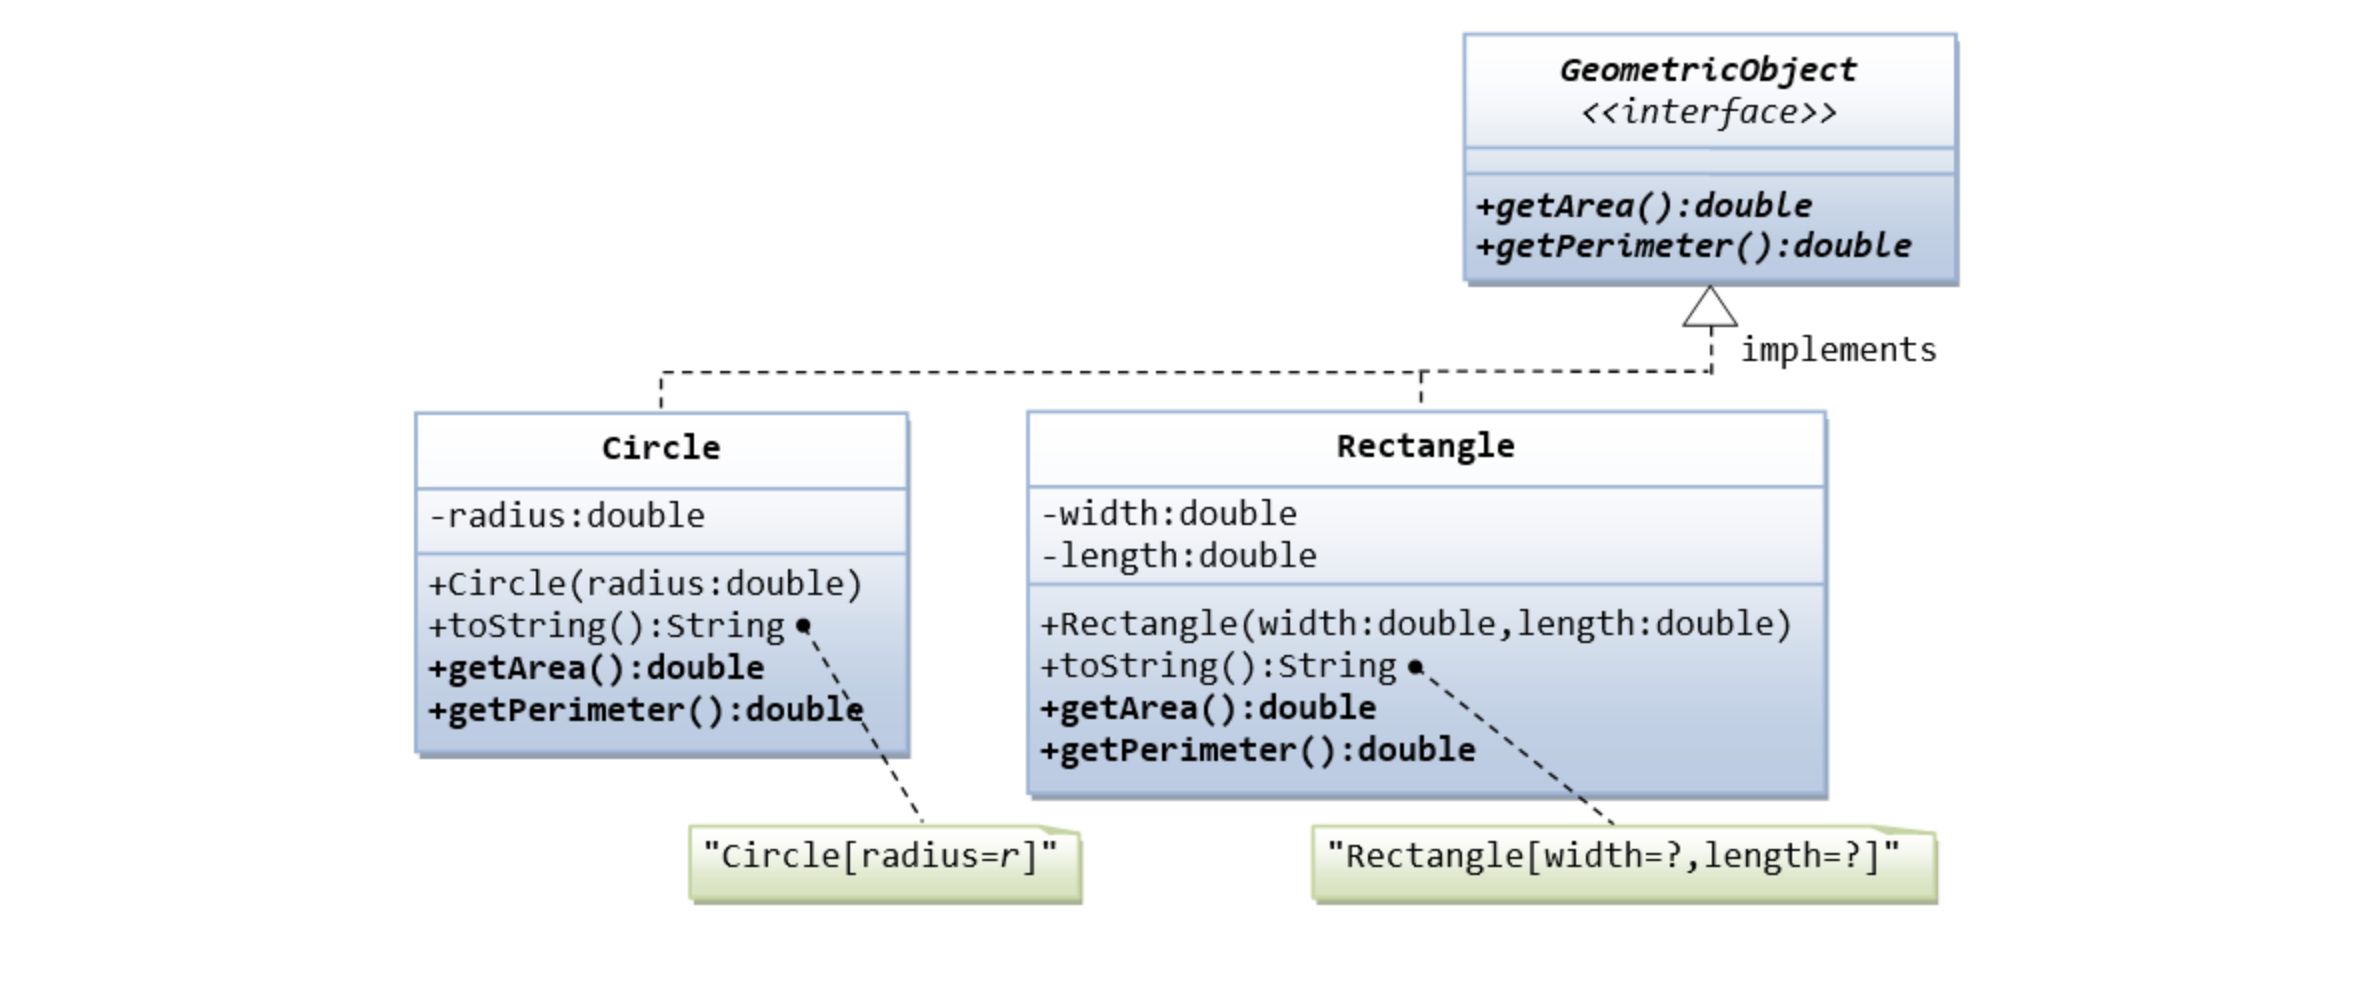 GeometricObject
<<interface>>
+getArea():double
+getPerimeter():double
implements
Circle
-radius:double
+Circle(radius:double)
+toString():String
+getArea():double
+getPerimeter():double
"Circle[radius=r]"
Rectangle
-width:double
-length:double
+Rectangle(width:double,length:double)
+toString():String
+getArea():double
+getPerimeter():double
"Rectangle[width=?,length=?]"